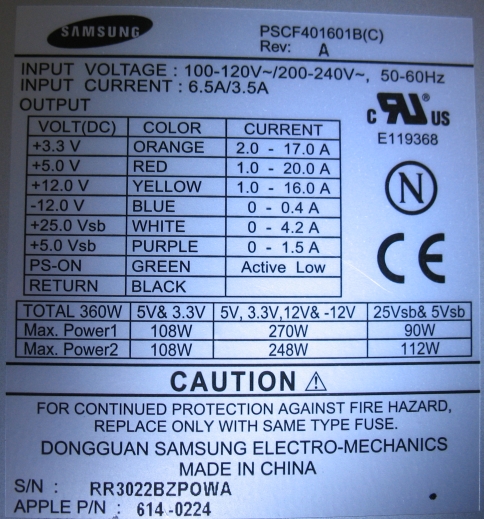 SAMSUNG
PSCF401601B(C)
Rev: A
INPUT VOLTAGE : 100-120V~/200-240V~, 50-60Hz
INPUT CURRENT : 6.5A/3.5A
OUTPUT
c RU® US
E119368
VOLT(DC) COLOR CURRENT
+3.3 V ORANGE 2.0 - 17.0 A
+5.0 V RED 1.0 - 20.0 A
+12.0 V YELLOW 1.0 - 16.0 A
-12.0 V BLUE 0 - 0.4 A
+25.0 Vsb WHITE 0 - 4.2 A
+5.0 Vsb PURPLE 0 - 1.5 A
PS-ON GREEN Active Low
RETURN BLACK
N
CE
TOTAL 360W 5V& 3.3V 5V, 3.3V,12V& -12V 25Vsb& 5Vsb
Max. Power1 108W 270W 90W
Max. Power2 108W 248W 112W
CAUTION ⚠
FOR CONTINUED PROTECTION AGAINST FIRE HAZARD,
REPLACE ONLY WITH SAME TYPE FUSE.
DONGGUAN SAMSUNG ELECTRO-MECHANICS
MADE IN CHINA
S/N : RR3022BZPOWA
APPLE P/N : 614-0224